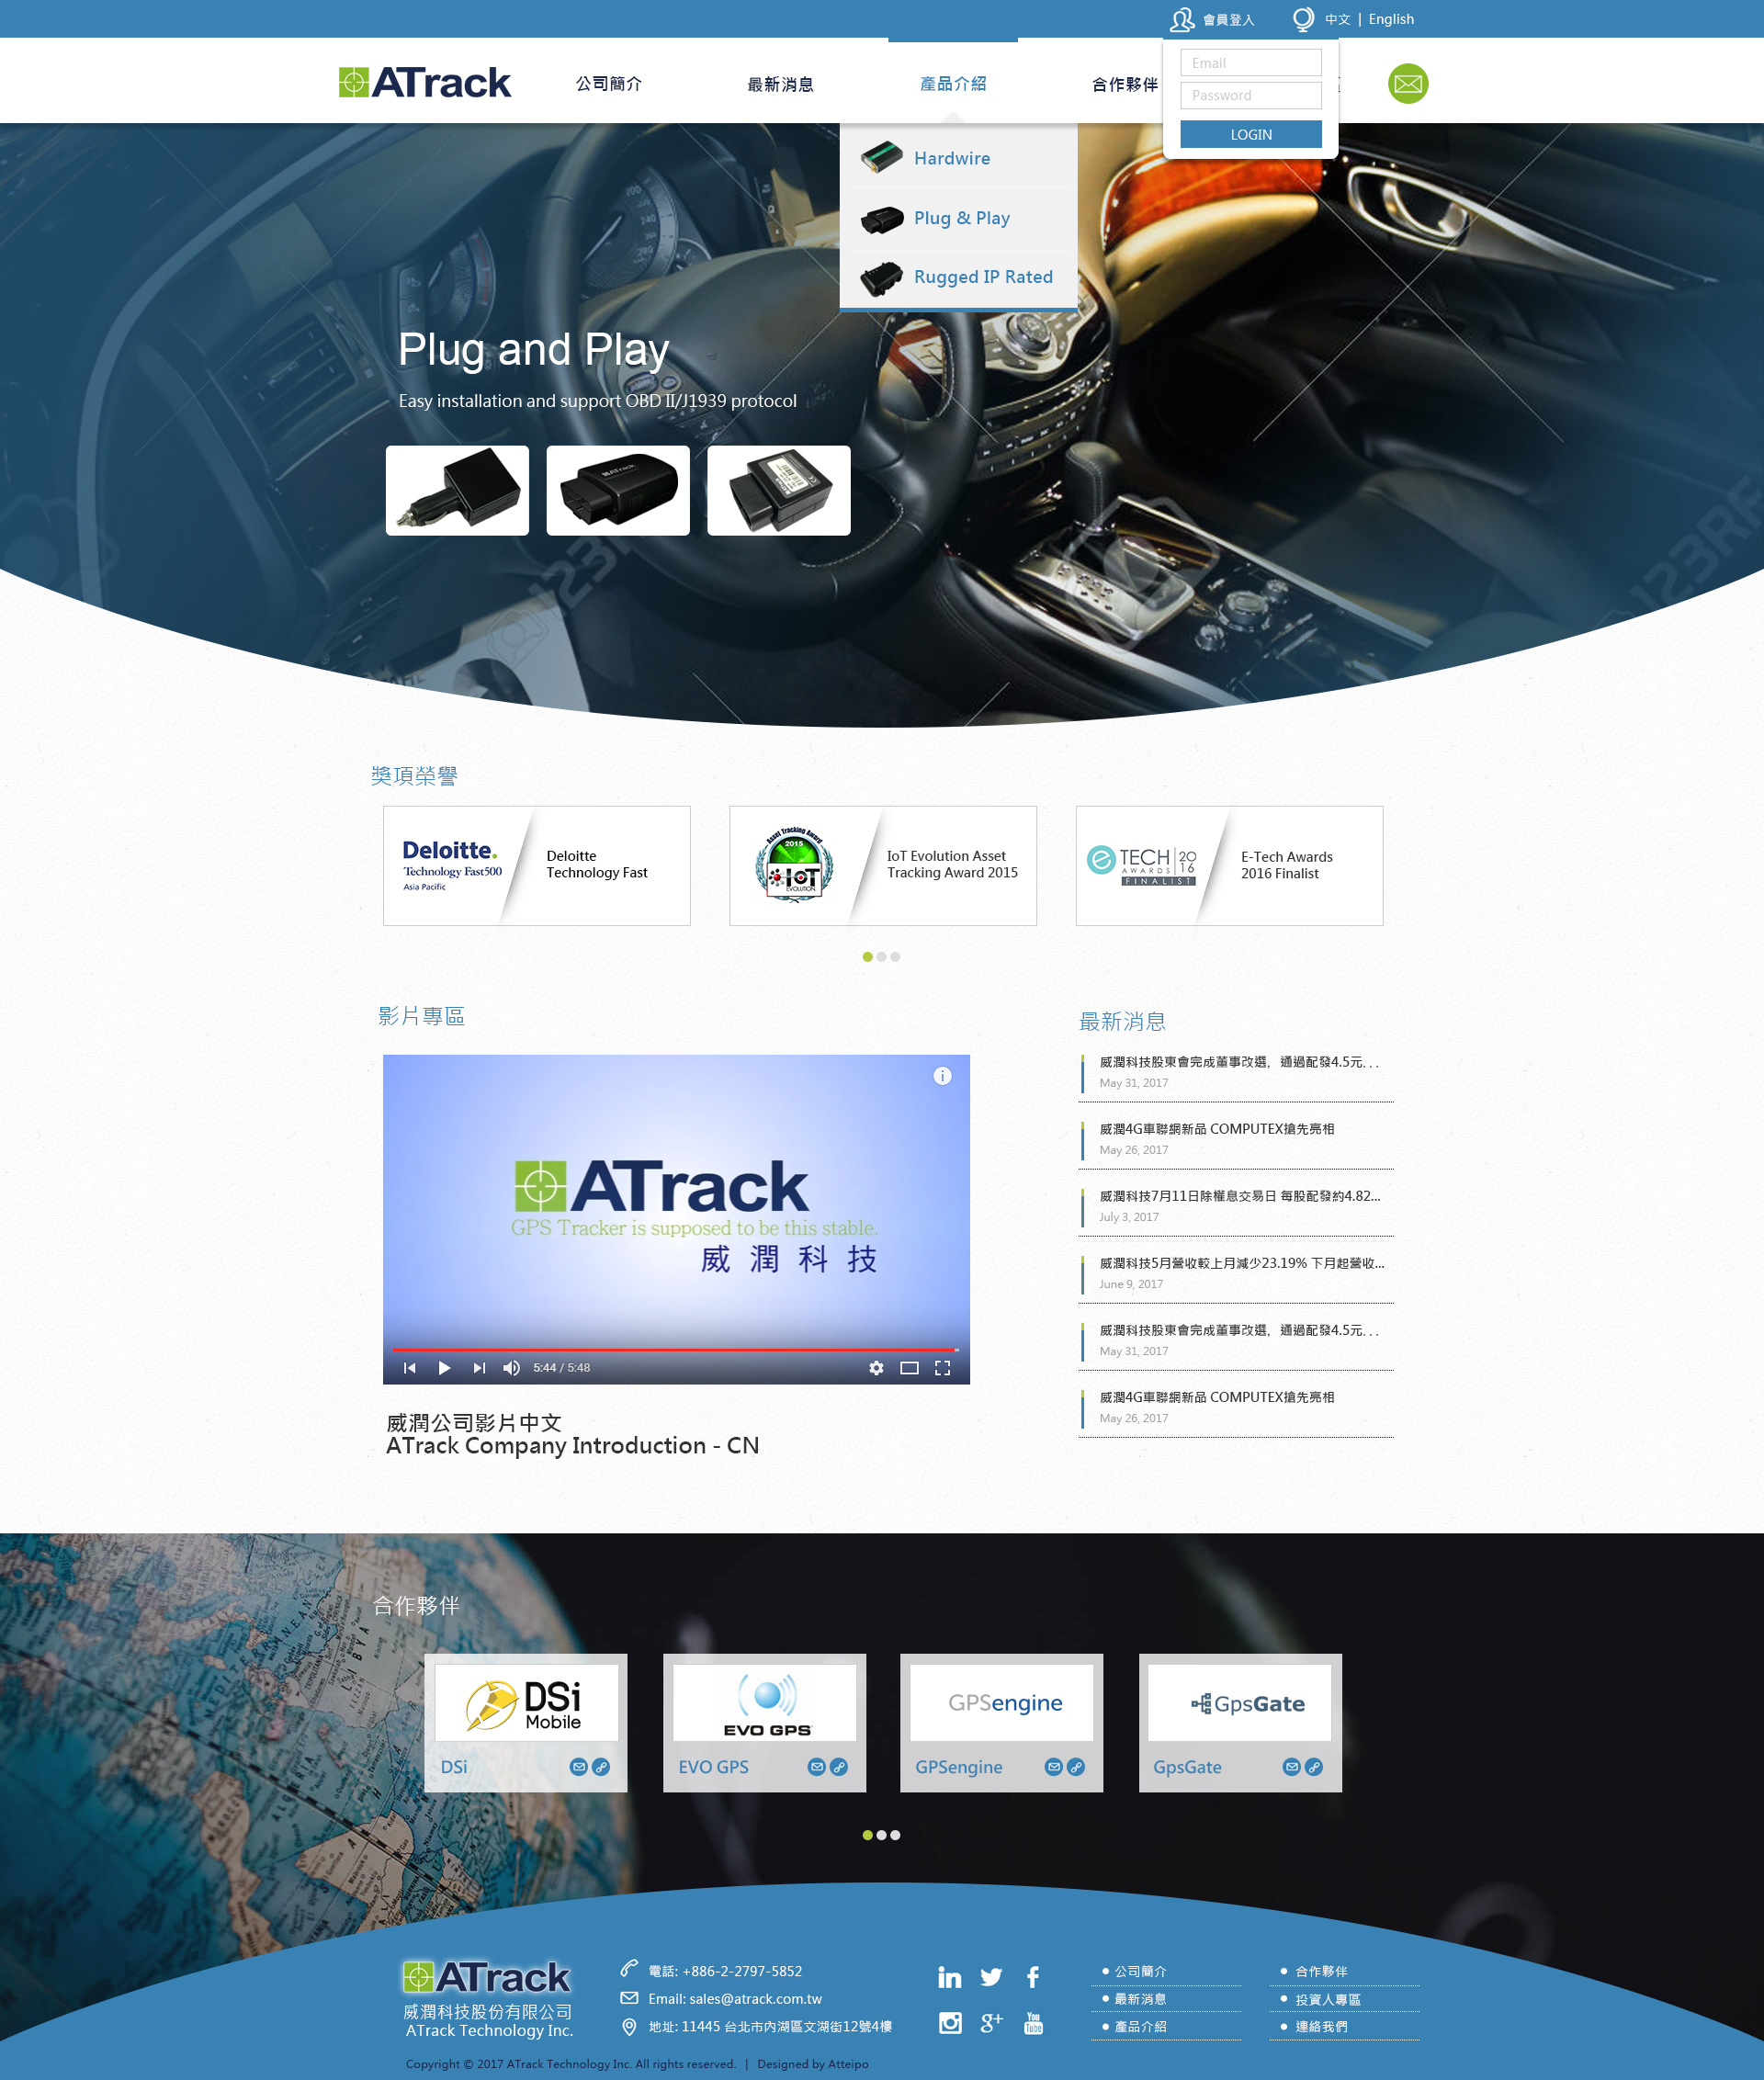 會員登入
中文 | English
Email
Password
LOGIN
ATrack
公司簡介
最新消息
產品介紹
合作夥伴
Hardwire
Plug & Play
Rugged IP Rated
Plug and Play
Easy installation and support OBD II/J1939 protocol
ATrack
123RF
獎項榮譽
Deloitte.
Technology Fast500
Asia Pacific
Deloitte
Technology Fast
Asset Tracking Award
2015
IoT
EVOLUTION
IoT Evolution Asset
Tracking Award 2015
e TECH 2016
AWARDS
FINALIST
E-Tech Awards
2016 Finalist
影片專區
ATrack
GPS Tracker is supposed to be this stable.
威潤科技
5:44 / 5:48
威潤公司影片中文
ATrack Company Introduction - CN
最新消息
威潤科技股東會完成董事改選，通過配發4.5元...
May 31, 2017
威潤4G車聯網新品 COMPUTEX搶先亮相
May 26, 2017
威潤科技7月11日除權息交易日 每股配發約4.82...
July 3, 2017
威潤科技5月營收較上月減少23.19% 下月起營收...
June 9, 2017
威潤科技股東會完成董事改選，通過配發4.5元...
May 31, 2017
威潤4G車聯網新品 COMPUTEX搶先亮相
May 26, 2017
合作夥伴
DSi
Mobile
DSi
EVO GPS
EVO GPS
GPSengine
GPSengine
GpsGate
GpsGate
ATrack
威潤科技股份有限公司
ATrack Technology Inc.
電話: +886-2-2797-5852
Email: sales@atrack.com.tw
地址: 11445 台北市內湖區文湖街12號4樓
in
f
g+
You Tube
公司簡介
最新消息
產品介紹
合作夥伴
投資人專區
連絡我們
Copyright © 2017 ATrack Technology Inc. All rights reserved. | Designed by Atteipo